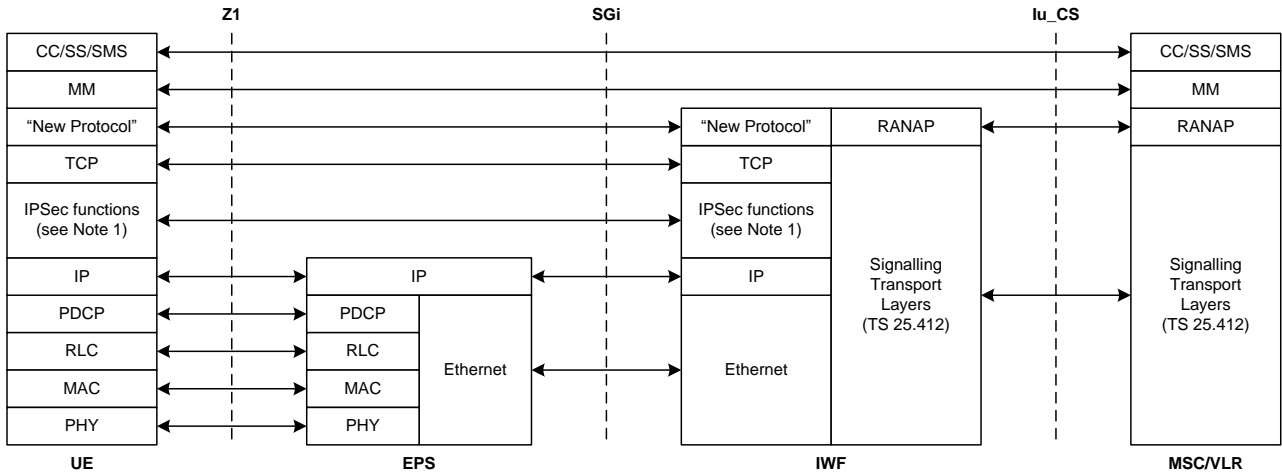 Z1 SGi Iu_CS
CC/SS/SMS CC/SS/SMS
MM MM
“New Protocol” “New Protocol” RANAP RANAP
TCP TCP
IPSec functions
(see Note 1)
IPSec functions
(see Note 1)
IP IP IP
Signalling
Transport
Layers
(TS 25.412)
Signalling
Transport
Layers
(TS 25.412)
PDCP PDCP
RLC RLC
Ethernet Ethernet
MAC MAC
PHY PHY
UE EPS IWF MSC/VLR